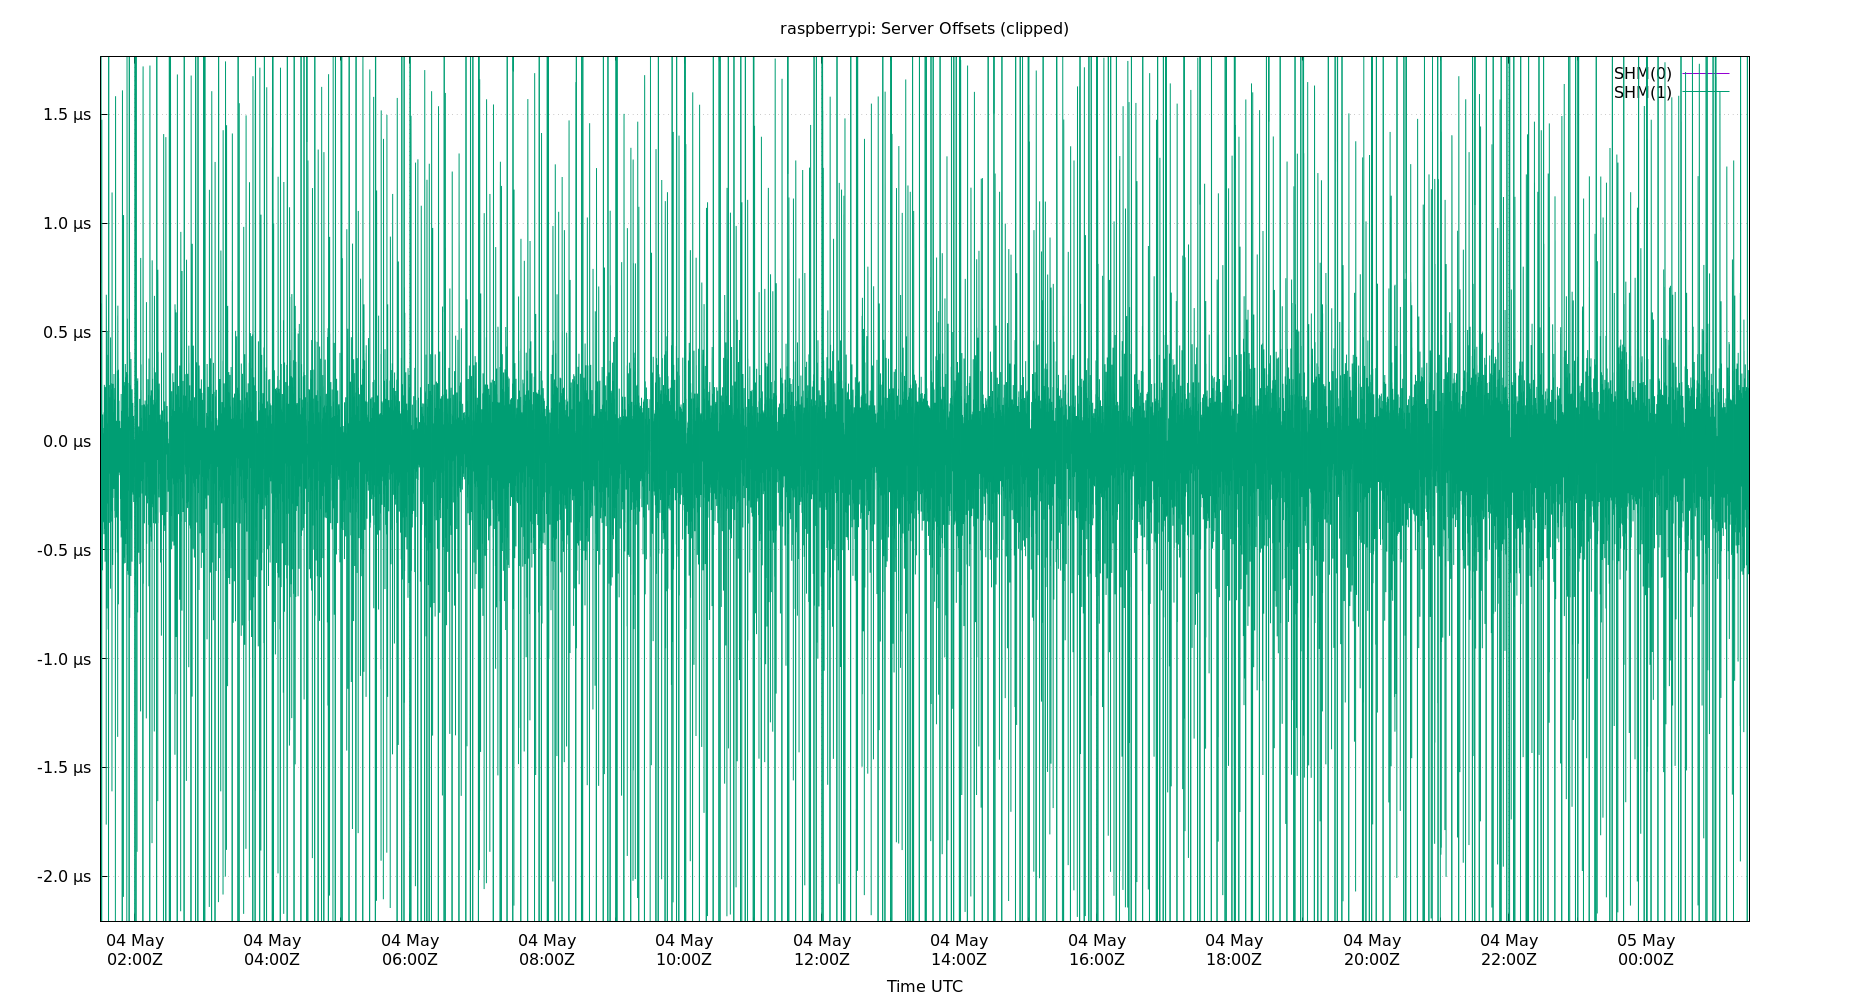 raspberrypi: Server Offsets (clipped)
SHM(0)
SHM(1)
1.5 µs
1.0 µs
0.5 µs
0.0 µs
-0.5 µs
-1.0 µs
-1.5 µs
-2.0 µs
04 May 04 May 04 May 04 May 04 May 04 May 04 May 04 May 04 May 04 May 04 May 05 May
02:00Z 04:00Z 06:00Z 08:00Z 10:00Z 12:00Z 14:00Z 16:00Z 18:00Z 20:00Z 22:00Z 00:00Z
Time UTC